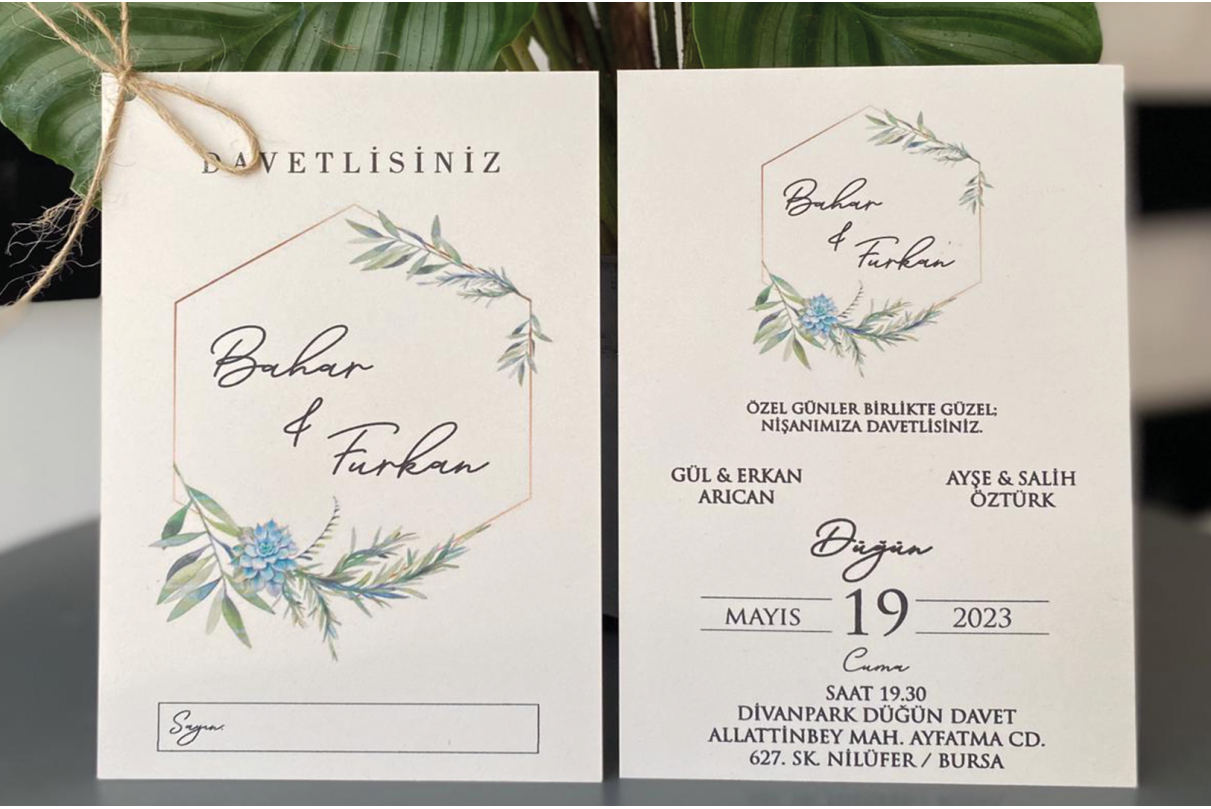 DAVETLİSİNİZ
Bahar
&
Furkan
Sayın:
Bahar
&
Furkan
ÖZEL GÜNLER BİRLİKTE GÜZEL;
NİŞANIMIZA DAVETLİSİNİZ.
GÜL & ERKAN
ARICAN
AYŞE & SALİH
ÖZTÜRK
Düğün
MAYIS 19 2023
Cuma
SAAT 19.30
DİVANPARK DÜĞÜN DAVET
ALLATTİNBEY MAH. AYFATMA CD.
627. SK. NİLÜFER / BURSA